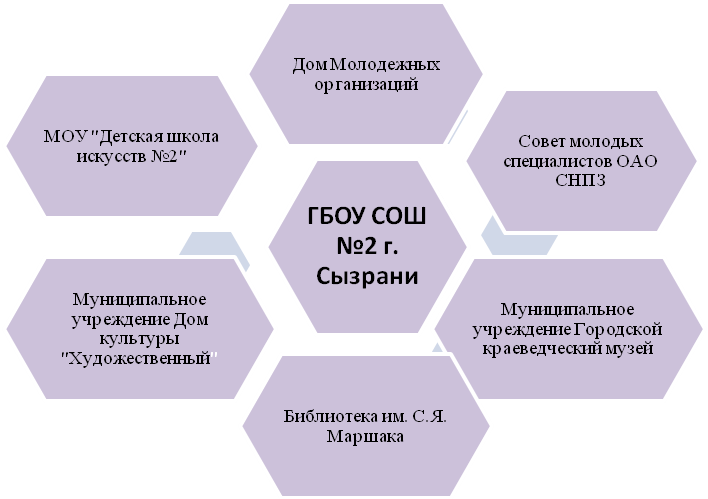 Дом Молодежных
организаций
МОУ "Детская школа
искусств №2"
Совет молодых
специалистов ОАО
СНПЗ
ГБОУ СОШ
№2 г.
Сызрани
Муниципальное
учреждение Дом
культуры
"Художественный"
Муниципальное
учреждение Городской
краеведческий музей
Библиотека им. С.Я.
Маршака